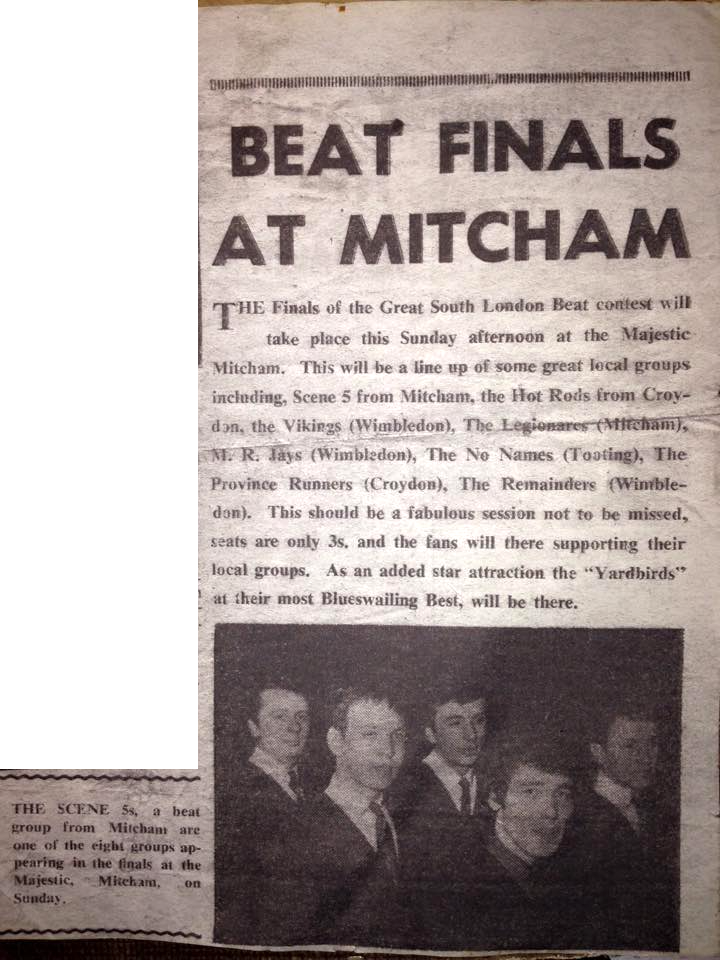 BEAT FINALS
AT MITCHAM
THE Finals of the Great South London Beat contest will
take place this Sunday afternoon at the Majestic
Mitcham. This will be a line up of some great local groups
including, Scene 5 from Mitcham, the Hot Rods from Croy-
don, the Vikings (Wimbledon), The Legionares (Mitcham),
M. R. Jays (Wimbledon), The No Names (Tooting), The
Province Runners (Croydon), The Remainders (Wimble-
don). This should be a fabulous session not to be missed,
seats are only 3s. and the fans will there supporting their
local groups. As an added star attraction the "Yardbirds"
at their most Blueswailing Best, will be there.
THE SCENE 5s, a beat
group from Mitcham are
one of the eight groups ap-
pearing in the finals at the
Majestic, Mitcham, on
Sunday.